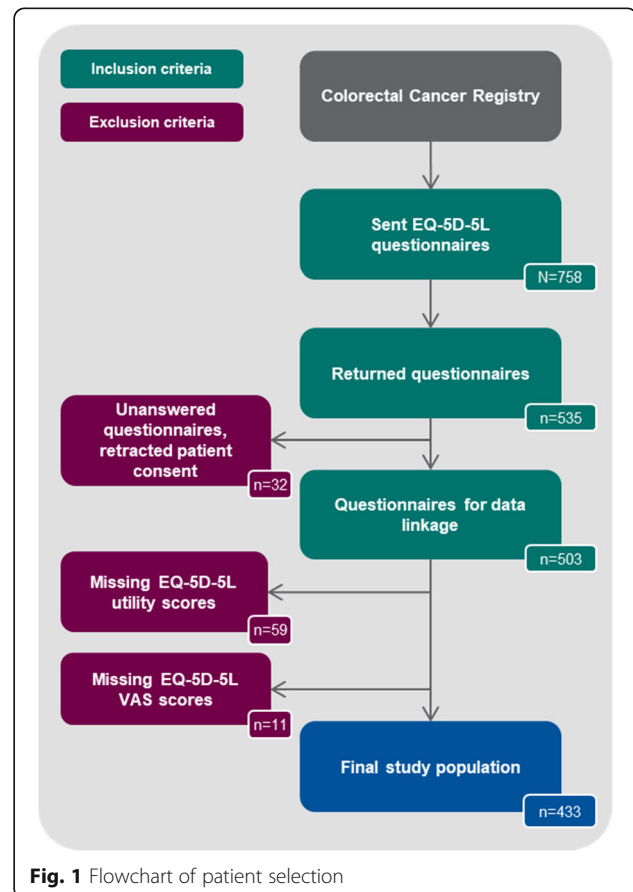 Inclusion criteria
Exclusion criteria
Colorectal Cancer Registry
Sent EQ-5D-5L
questionnaires
N=758
Returned questionnaires
n=535
Unanswered
questionnaires,
retracted patient
consent
n=32
Questionnaires for data
linkage
n=503
Missing EQ-5D-5L
utility scores
n=59
Missing EQ-5D-5L
VAS scores
n=11
Final study population
n=433
Fig. 1 Flowchart of patient selection